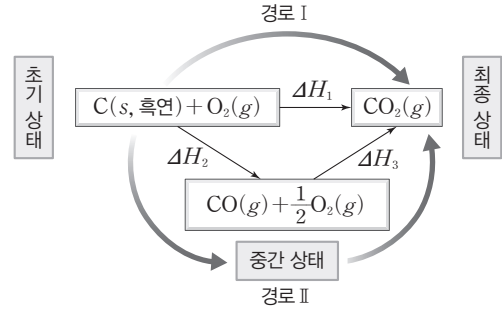 경로 Ⅰ
초기 상태
C(s, 흑연)+O₂(g)
ΔH₁
CO₂(g)
최종 상태
ΔH₂
ΔH₃
CO(g)+1/2O₂(g)
중간 상태
경로 Ⅱ